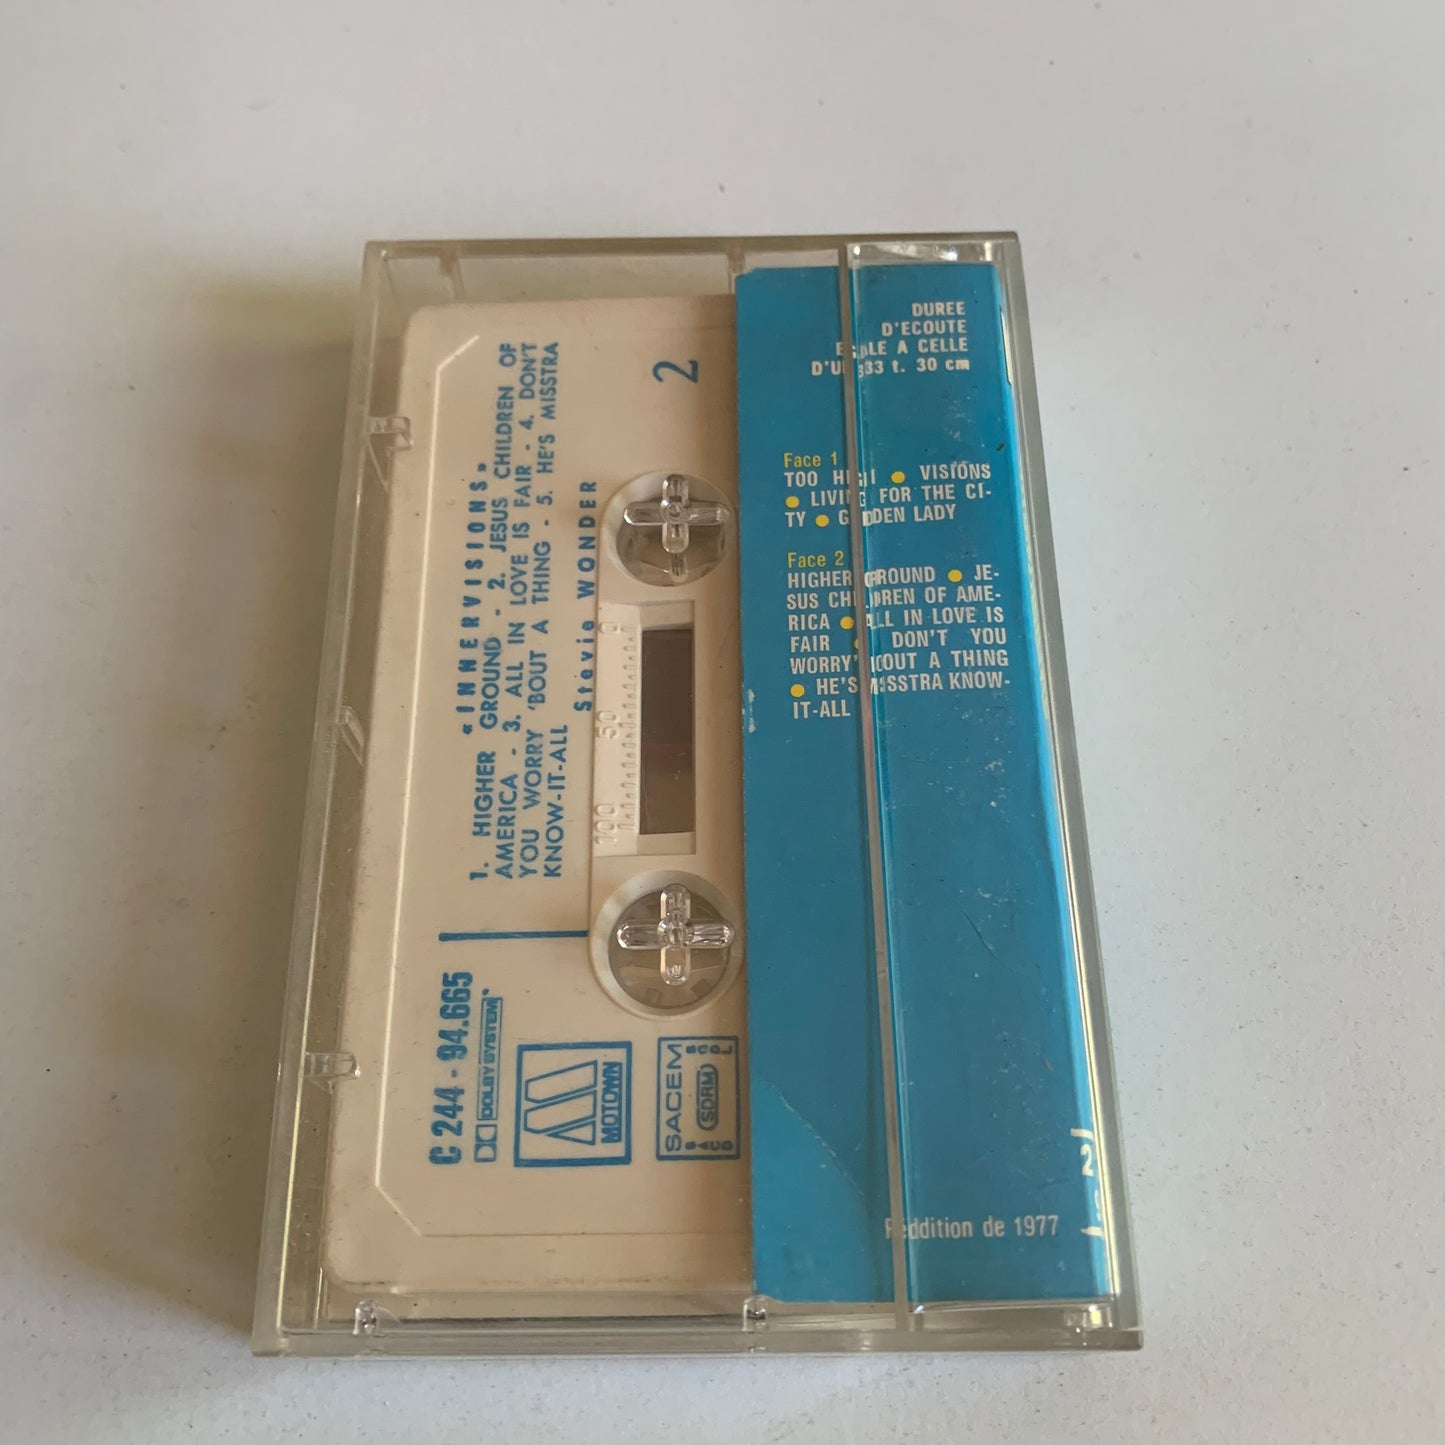 2
« INNERVISIONS »
1. HIGHER GROUND - 2. JESUS CHILDREN OF
AMERICA - 3. ALL IN LOVE IS FAIR - 4. DON'T
YOU WORRY 'BOUT A THING - 5. HE'S MISSTRA
KNOW-IT-ALL
Stevie WONDER
0
50
100
C 244 - 94.665
DOLBY SYSTEM
MOTOWN
SACEM
SDRM
SACD
SGDL
DUREE
D'ECOUTE
EGALE A CELLE
33 t. 30 cm
Face 1
TOO HIGH ● VISIONS
● LIVING FOR THE CI-
TY ● GOLDEN LADY
Face 2
HIGHER GROUND ● JE-
SUS CHILDREN OF AME-
RICA ● ALL IN LOVE IS
FAIR ● DON'T YOU
WORRY 'BOUT A THING
● HE'S MISSTRA KNOW-
IT-ALL
Réddition de 1977